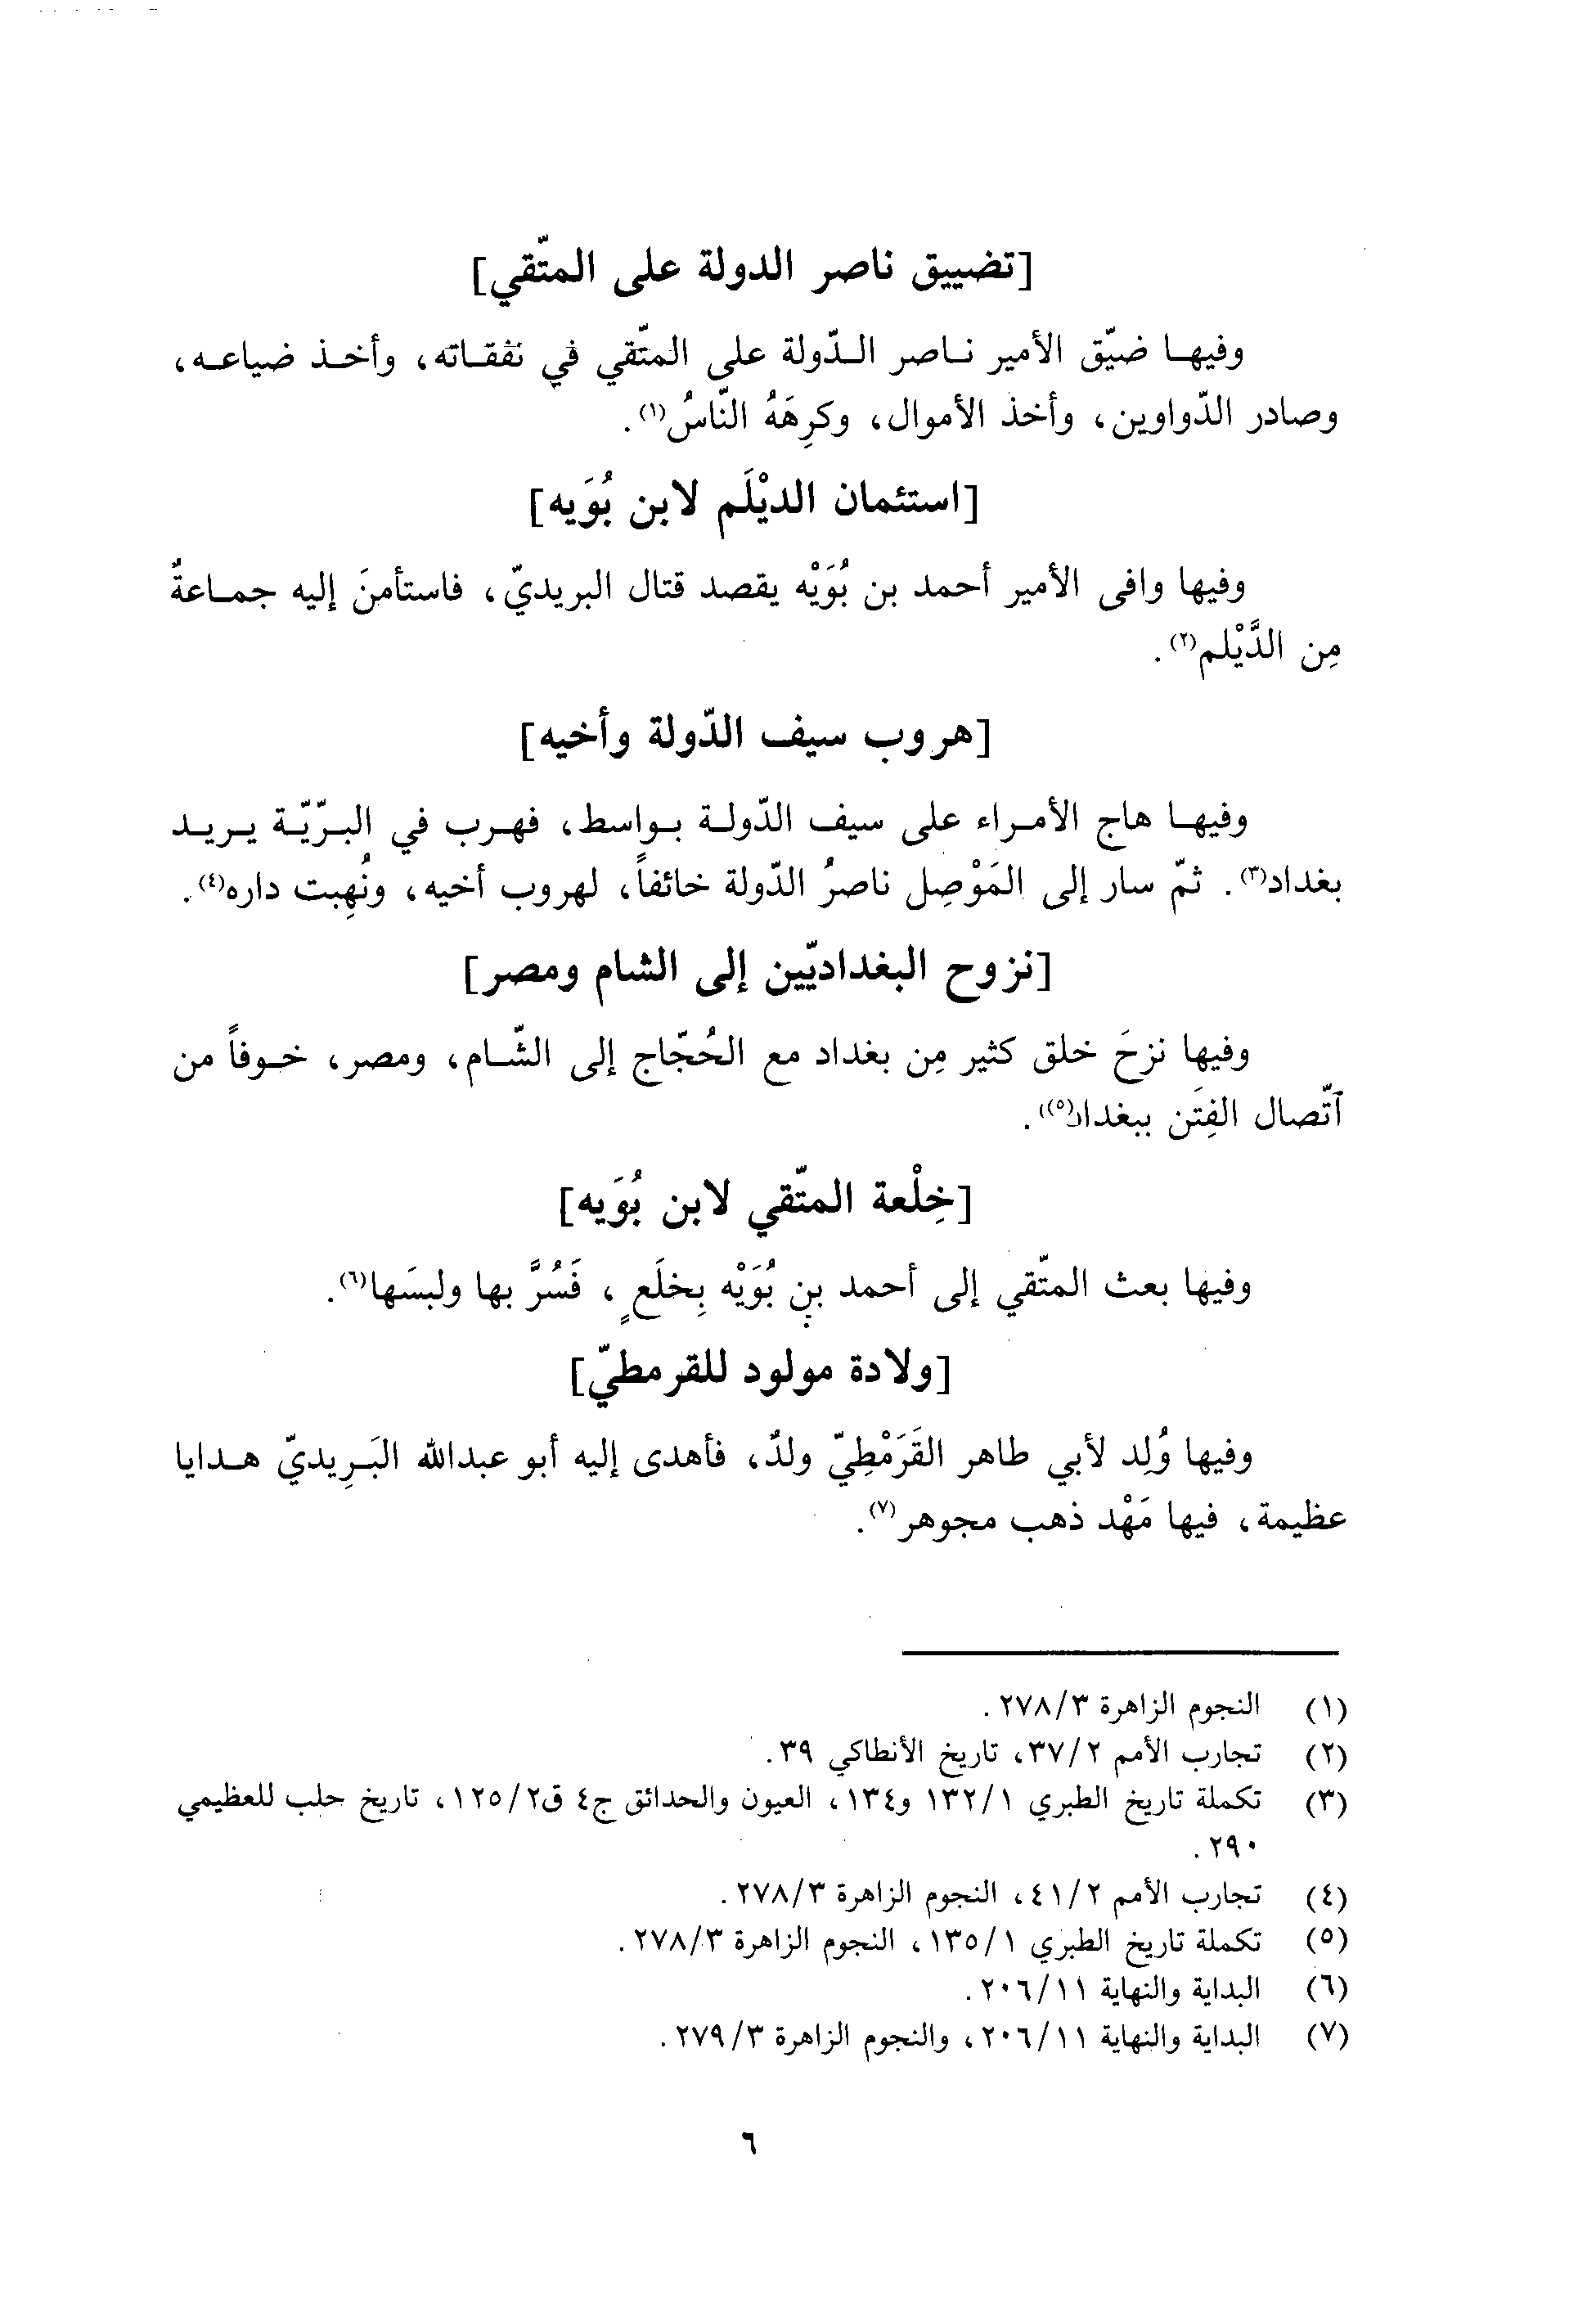 [تضييق ناصر الدولة على المتّقي]
وفيها ضيّق الأمير ناصر الدّولة على المتّقي في نفقاته، وأخذ ضياعه،
وصادر الدّواوين، وأخذ الأموال، وكرِهَهُ النّاسُ(١).
[استئمان الديْلَم لابن بُوَيه]
وفيها وافى الأمير أحمد بن بُوَيْه يقصد قتال البريديّ، فاستأمنَ إليه جماعةٌ
مِن الدَّيْلم(٢).
[هروب سيف الدّولة وأخيه]
وفيها هاج الأمراء على سيف الدّولة بواسط، فهرب في البرّيّة يريد
بغداد(٣). ثمّ سار إلى المَوْصِل ناصرُ الدّولة خائفاً، لهروب أخيه، ونُهِبت داره(٤).
[نزوح البغداديّين إلى الشام ومصر]
وفيها نزحَ خلق كثير مِن بغداد مع الحُجّاج إلى الشّام، ومصر، خوفاً من
ٱتّصال الفِتَن ببغداد(٥).
[خِلْعة المتّقي لابن بُوَيه]
وفيها بعث المتّقي إلى أحمد بن بُوَيْه بِخلَعٍ، فَسُرَّ بها ولبسَها(٦).
[ولادة مولود للقرمطيّ]
وفيها وُلِد لأبي طاهر القَرَمْطِيّ ولدٌ، فأهدى إليه أبو عبدالله البَرِيديّ هدايا
عظيمة، فيها مَهْد ذهب مجوهر(٧).
(١) النجوم الزاهرة ٢٧٨/٣.
(٢) تجارب الأمم ٣٧/٢، تاريخ الأنطاكي ٣٩.
(٣) تكملة تاريخ الطبري ١٣٢/١ و١٣٤، العيون والحدائق ج٤ ق١٢٥/٢، تاريخ حلب للعظيمي
٢٩٠.
(٤) تجارب الأمم ٤١/٢، النجوم الزاهرة ٢٧٨/٣.
(٥) تكملة تاريخ الطبري ١٣٥/١، النجوم الزاهرة ٢٧٨/٣.
(٦) البداية والنهاية ٢٠٦/١١.
(٧) البداية والنهاية ٢٠٦/١١، والنجوم الزاهرة ٢٧٩/٣.
٦